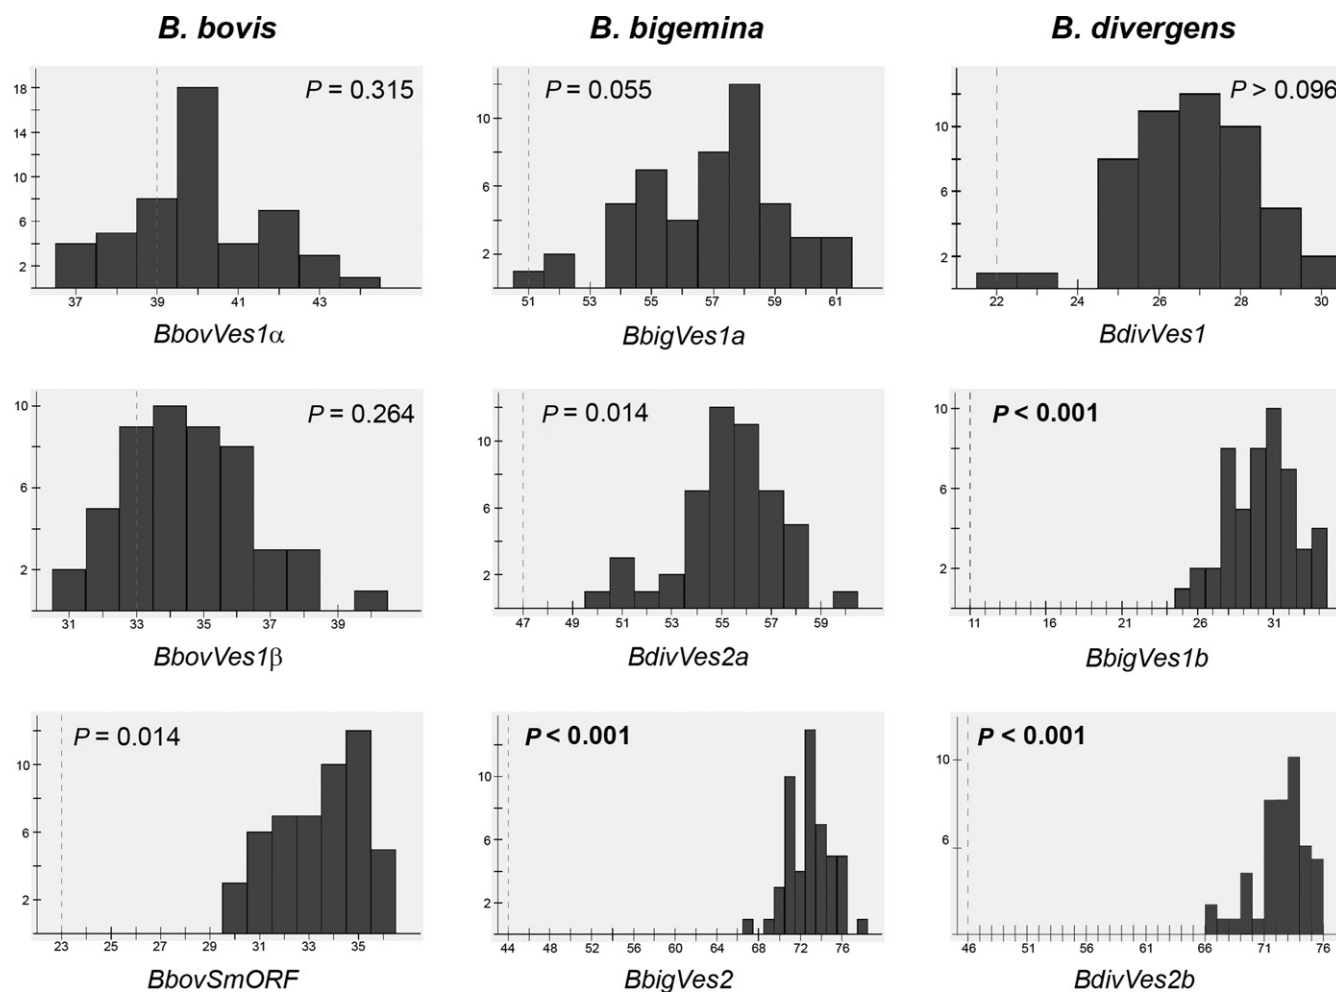 B. bovis
B. bigemina
B. divergens
18
14
10
6
2
P = 0.315
37 39 41 43
BbovVes1α
10
6
2
P = 0.055
51 53 55 57 59 61
BbigVes1a
10
6
2
P > 0.096
22 24 26 28 30
BdivVes1
10
6
2
P = 0.264
31 33 35 37 39
BbovVes1β
10
6
2
P = 0.014
47 49 51 53 55 57 59
BdivVes2a
10
6
2
P < 0.001
11 16 21 26 31
BbigVes1b
10
6
2
P = 0.014
23 25 27 29 31 33 35
BbovSmORF
10
6
2
P < 0.001
44 48 52 56 60 64 68 72 76
BbigVes2
10
6
P < 0.001
46 51 56 61 66 71 76
BdivVes2b